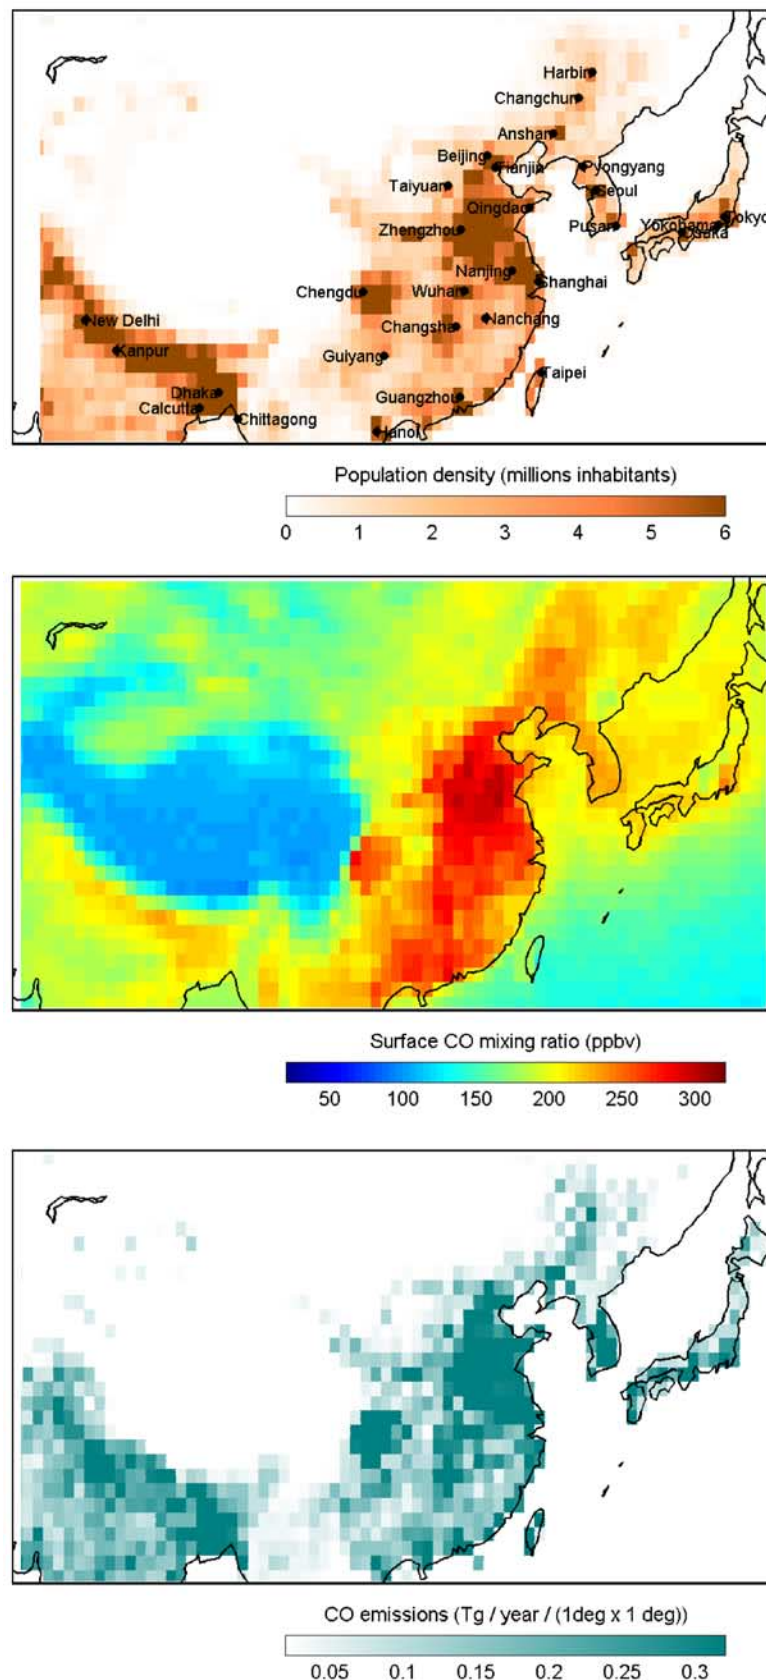 Harbin
Changchun
Anshan
Beijing
Tianjin
Pyongyang
Taiyuan
Seoul
Qingdao
Tokyo
Zhengzhou
Pusan
Yokohama
Osaka
Nanjing
Shanghai
Chengdu
Wuhan
New Delhi
Nanchang
Changsha
Kanpur
Guiyang
Taipei
Dhaka
Guangzhou
Calcutta
Chittagong
Hanoi
Population density (millions inhabitants)
0 1 2 3 4 5 6
Surface CO mixing ratio (ppbv)
50 100 150 200 250 300
CO emissions (Tg / year / (1deg x 1 deg))
0.05 0.1 0.15 0.2 0.25 0.3